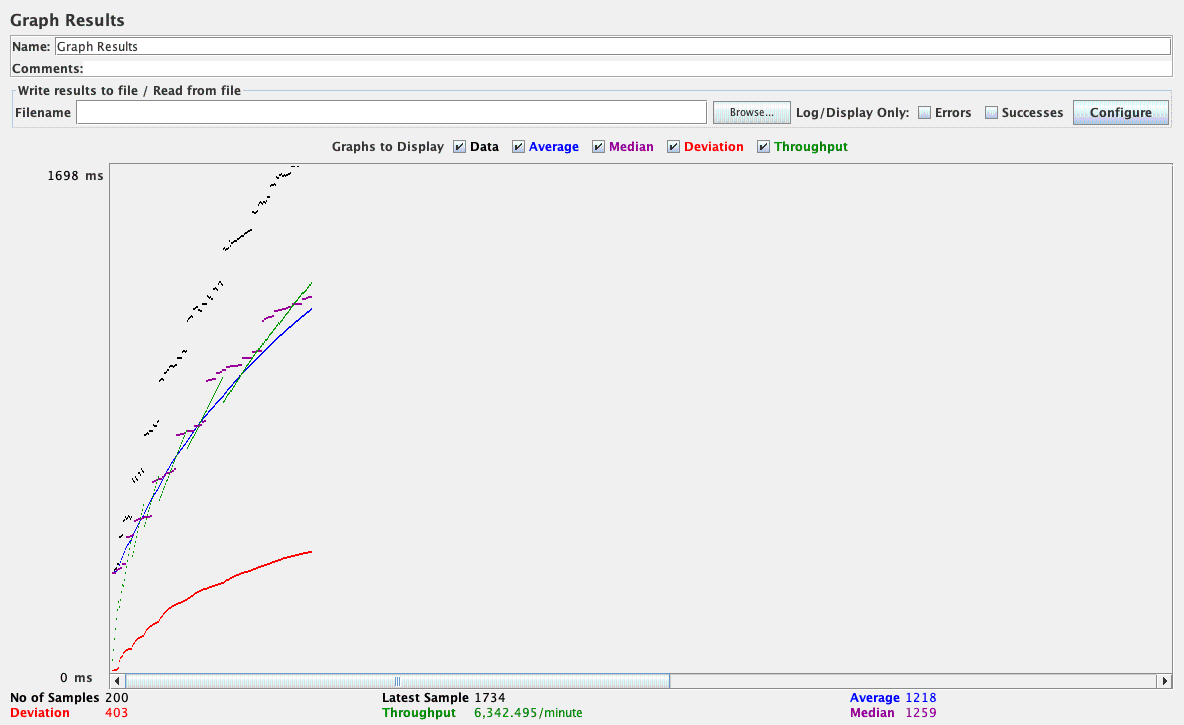 Graph Results
Name: Graph Results
Comments:
Write results to file / Read from file
Filename Browse... Log/Display Only: Errors Successes Configure
Graphs to Display Data Average Median Deviation Throughput
1698 ms
0 ms
No of Samples 200 Latest Sample 1734 Average 1218
Deviation 403 Throughput 6,342.495/minute Median 1259